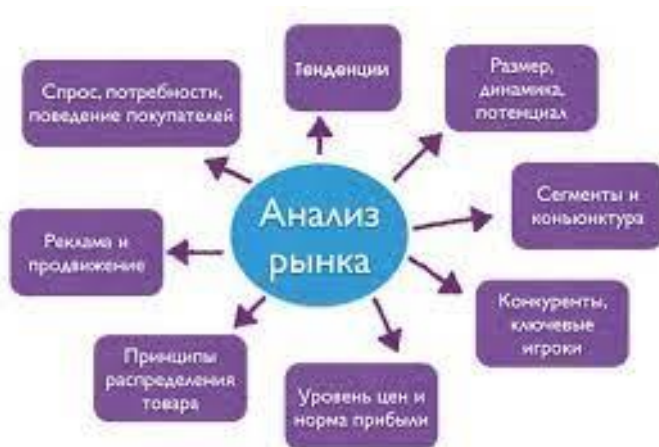 Анализ
рынка
Тенденции
Размер,
динамика,
потенциал
Сегменты и
коньюнктура
Конкуренты,
ключевые
игроки
Уровень цен и
норма прибыли
Принципы
распределения
товара
Реклама и
продвижение
Спрос, потребности,
поведение покупателей